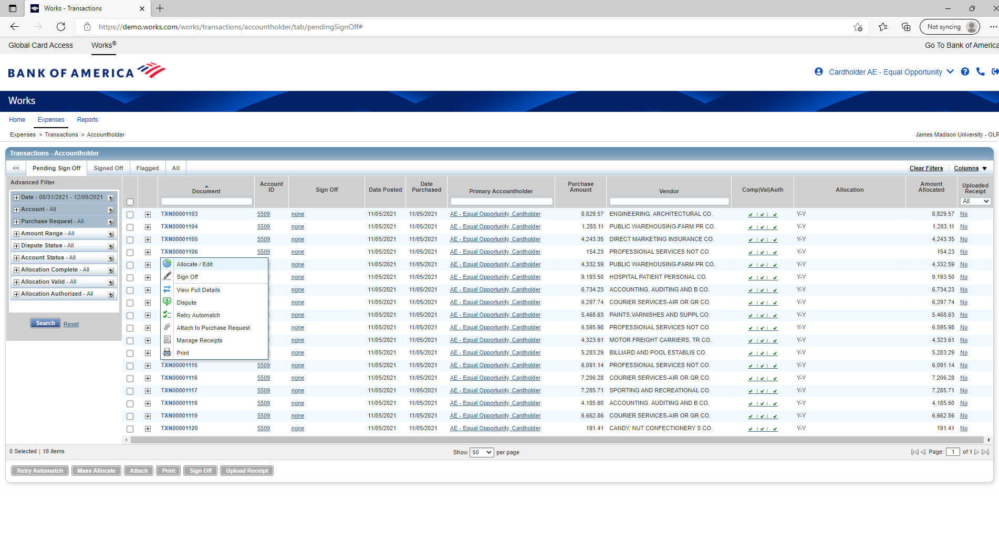 Works - Transactions
https://demo.works.com/works/transactions/accountholder/tab/pendingSignOff#
Not syncing
Global Card Access Works® Go To Bank of America
BANK OF AMERICA
Cardholder AE - Equal Opportunity
Works
Home Expenses Reports
Expenses > Transactions > Accountholder James Madison University - OLR
Transactions - Accountholder
<< Pending Sign Off Signed Off Flagged All Clear Filters Columns
Advanced Filter
Date - 08/31/2021 - 12/09/2021
Account - All
Purchase Request - All
Amount Range - All
Dispute Status - All
Account Status - All
Allocation Complete - All
Allocation Valid - All
Allocation Authorized - All
Search Reset
Document Account ID Sign Off Date Posted Date Purchased Primary Accountholder Purchase Amount Vendor Comp|Val|Auth Allocation Amount Allocated Uploaded Receipt
All
TXN00001103 5509 none 11/05/2021 11/05/2021 AE - Equal Opportunity, Cardholder 8,829.57 ENGINEERING, ARCHITECTURAL CO. Y-Y 8,829.57 No
TXN00001104 5509 none 11/05/2021 11/05/2021 AE - Equal Opportunity, Cardholder 1,283.11 PUBLIC WAREHOUSING-FARM PR CO. Y-Y 1,283.11 No
TXN00001105 5509 none 11/05/2021 11/05/2021 AE - Equal Opportunity, Cardholder 4,243.35 DIRECT MARKETING INSURANCE CO. Y-Y 4,243.35 No
TXN00001106 5509 none 11/05/2021 11/05/2021 AE - Equal Opportunity, Cardholder 154.23 PROFESSIONAL SERVICES NOT CO. Y-Y 154.23 No
Allocate / Edit none 11/05/2021 11/05/2021 AE - Equal Opportunity, Cardholder 4,332.59 PUBLIC WAREHOUSING-FARM PR CO. Y-Y 4,332.59 No
Sign Off none 11/05/2021 11/05/2021 AE - Equal Opportunity, Cardholder 9,193.50 HOSPITAL PATIENT PERSONAL CO. Y-Y 9,193.50 No
View Full Details none 11/05/2021 11/05/2021 AE - Equal Opportunity, Cardholder 6,734.23 ACCOUNTING, AUDITING AND B CO. Y-Y 6,734.23 No
Dispute none 11/05/2021 11/05/2021 AE - Equal Opportunity, Cardholder 6,297.74 COURIER SERVICES-AIR OR GR CO. Y-Y 6,297.74 No
Retry Automatch none 11/05/2021 11/05/2021 AE - Equal Opportunity, Cardholder 5,468.63 PAINTS,VARNISHES AND SUPPL CO. Y-Y 5,468.63 No
Attach to Purchase Request none 11/05/2021 11/05/2021 AE - Equal Opportunity, Cardholder 6,595.98 PROFESSIONAL SERVICES NOT CO. Y-Y 6,595.98 No
Manage Receipts none 11/05/2021 11/05/2021 AE - Equal Opportunity, Cardholder 4,323.61 MOTOR FREIGHT CARRIERS, TR CO. Y-Y 4,323.61 No
Print none 11/05/2021 11/05/2021 AE - Equal Opportunity, Cardholder 5,283.29 BILLIARD AND POOL ESTABLIS CO. Y-Y 5,283.29 No
TXN00001115 5509 none 11/05/2021 11/05/2021 AE - Equal Opportunity, Cardholder 6,091.14 PROFESSIONAL SERVICES NOT CO. Y-Y 6,091.14 No
TXN00001116 5509 none 11/05/2021 11/05/2021 AE - Equal Opportunity, Cardholder 7,206.28 COURIER SERVICES-AIR OR GR CO. Y-Y 7,206.28 No
TXN00001117 5509 none 11/05/2021 11/05/2021 AE - Equal Opportunity, Cardholder 7,285.71 SPORTING AND RECREATIONAL CO. Y-Y 7,285.71 No
TXN00001118 5509 none 11/05/2021 11/05/2021 AE - Equal Opportunity, Cardholder 4,185.60 ACCOUNTING, AUDITING AND B CO. Y-Y 4,185.60 No
TXN00001119 5509 none 11/05/2021 11/05/2021 AE - Equal Opportunity, Cardholder 6,662.86 COURIER SERVICES-AIR OR GR CO. Y-Y 6,662.86 No
TXN00001120 5509 none 11/05/2021 11/05/2021 AE - Equal Opportunity, Cardholder 191.41 CANDY, NUT CONFECTIONERY S CO. Y-Y 191.41 No
0 Selected | 18 items Show 50 per page Page: 1 of 1
Retry Automatch Mass Allocate Attach Print Sign Off Upload Receipt